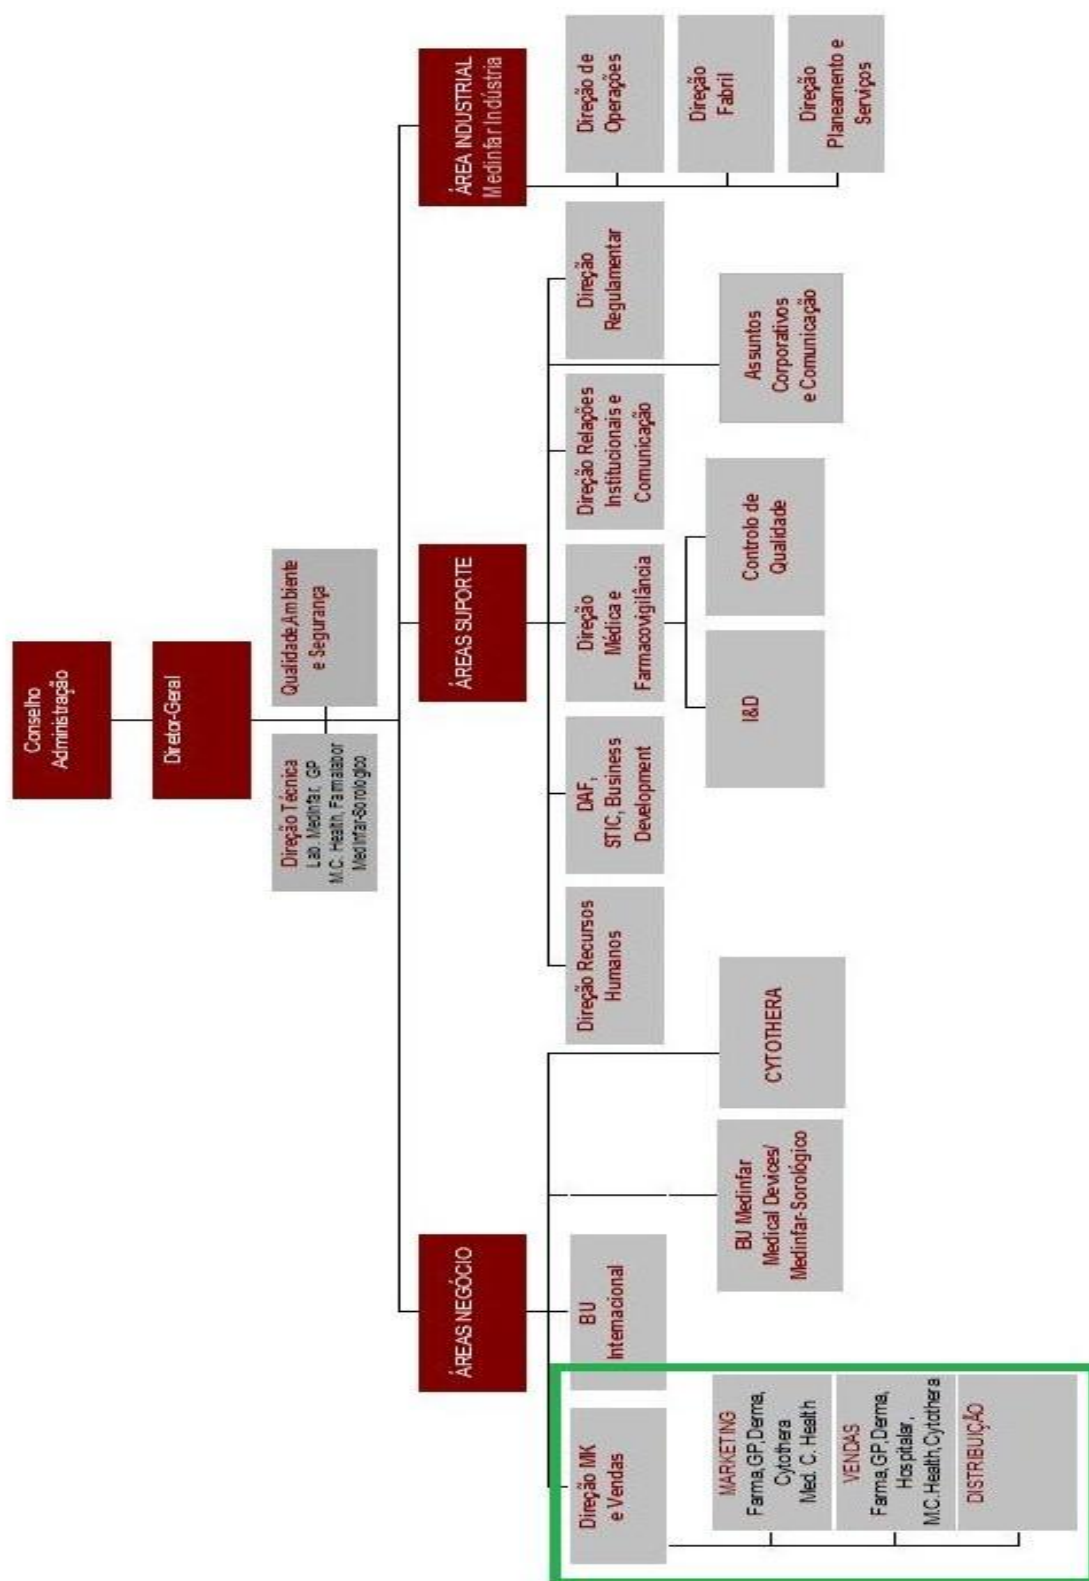 Conselho
Administração
Diretor-Geral
Direção Técnica
Lab. Medinfar, GP
M.C. Health, Farmalabor
Medinfar-Sorologico
Qualidade,Ambiente
e Segurança
ÁREAS NEGÓCIO
ÁREAS SUPORTE
ÁREA INDUSTRIAL
Medinfar Indústria
Direção MK
e Vendas
BU
Internacional
Direção Recursos
Humanos
DAF,
STIC, Business
Development
Direção
Médica e
Farmacovigilância
Direção Relações
Institucionais e
Comunicação
Direção
Regulamentar
Direção de
Operações
Direção
Fabril
Direção
Planeamento e
Serviços
MARKETING
Farma,GP,Derma,
Cytothera
Med. C. Health
VENDAS
Farma,GP,Derma,
Hospitalar,
M.C.Health,Cytothera
DISTRIBUIÇÃO
BU Medinfar
Medical Devices/
Medinfar-Sorológico
CYTOTHERA
I&D
Controlo de
Qualidade
Assuntos
Corporativos
e Comunicação